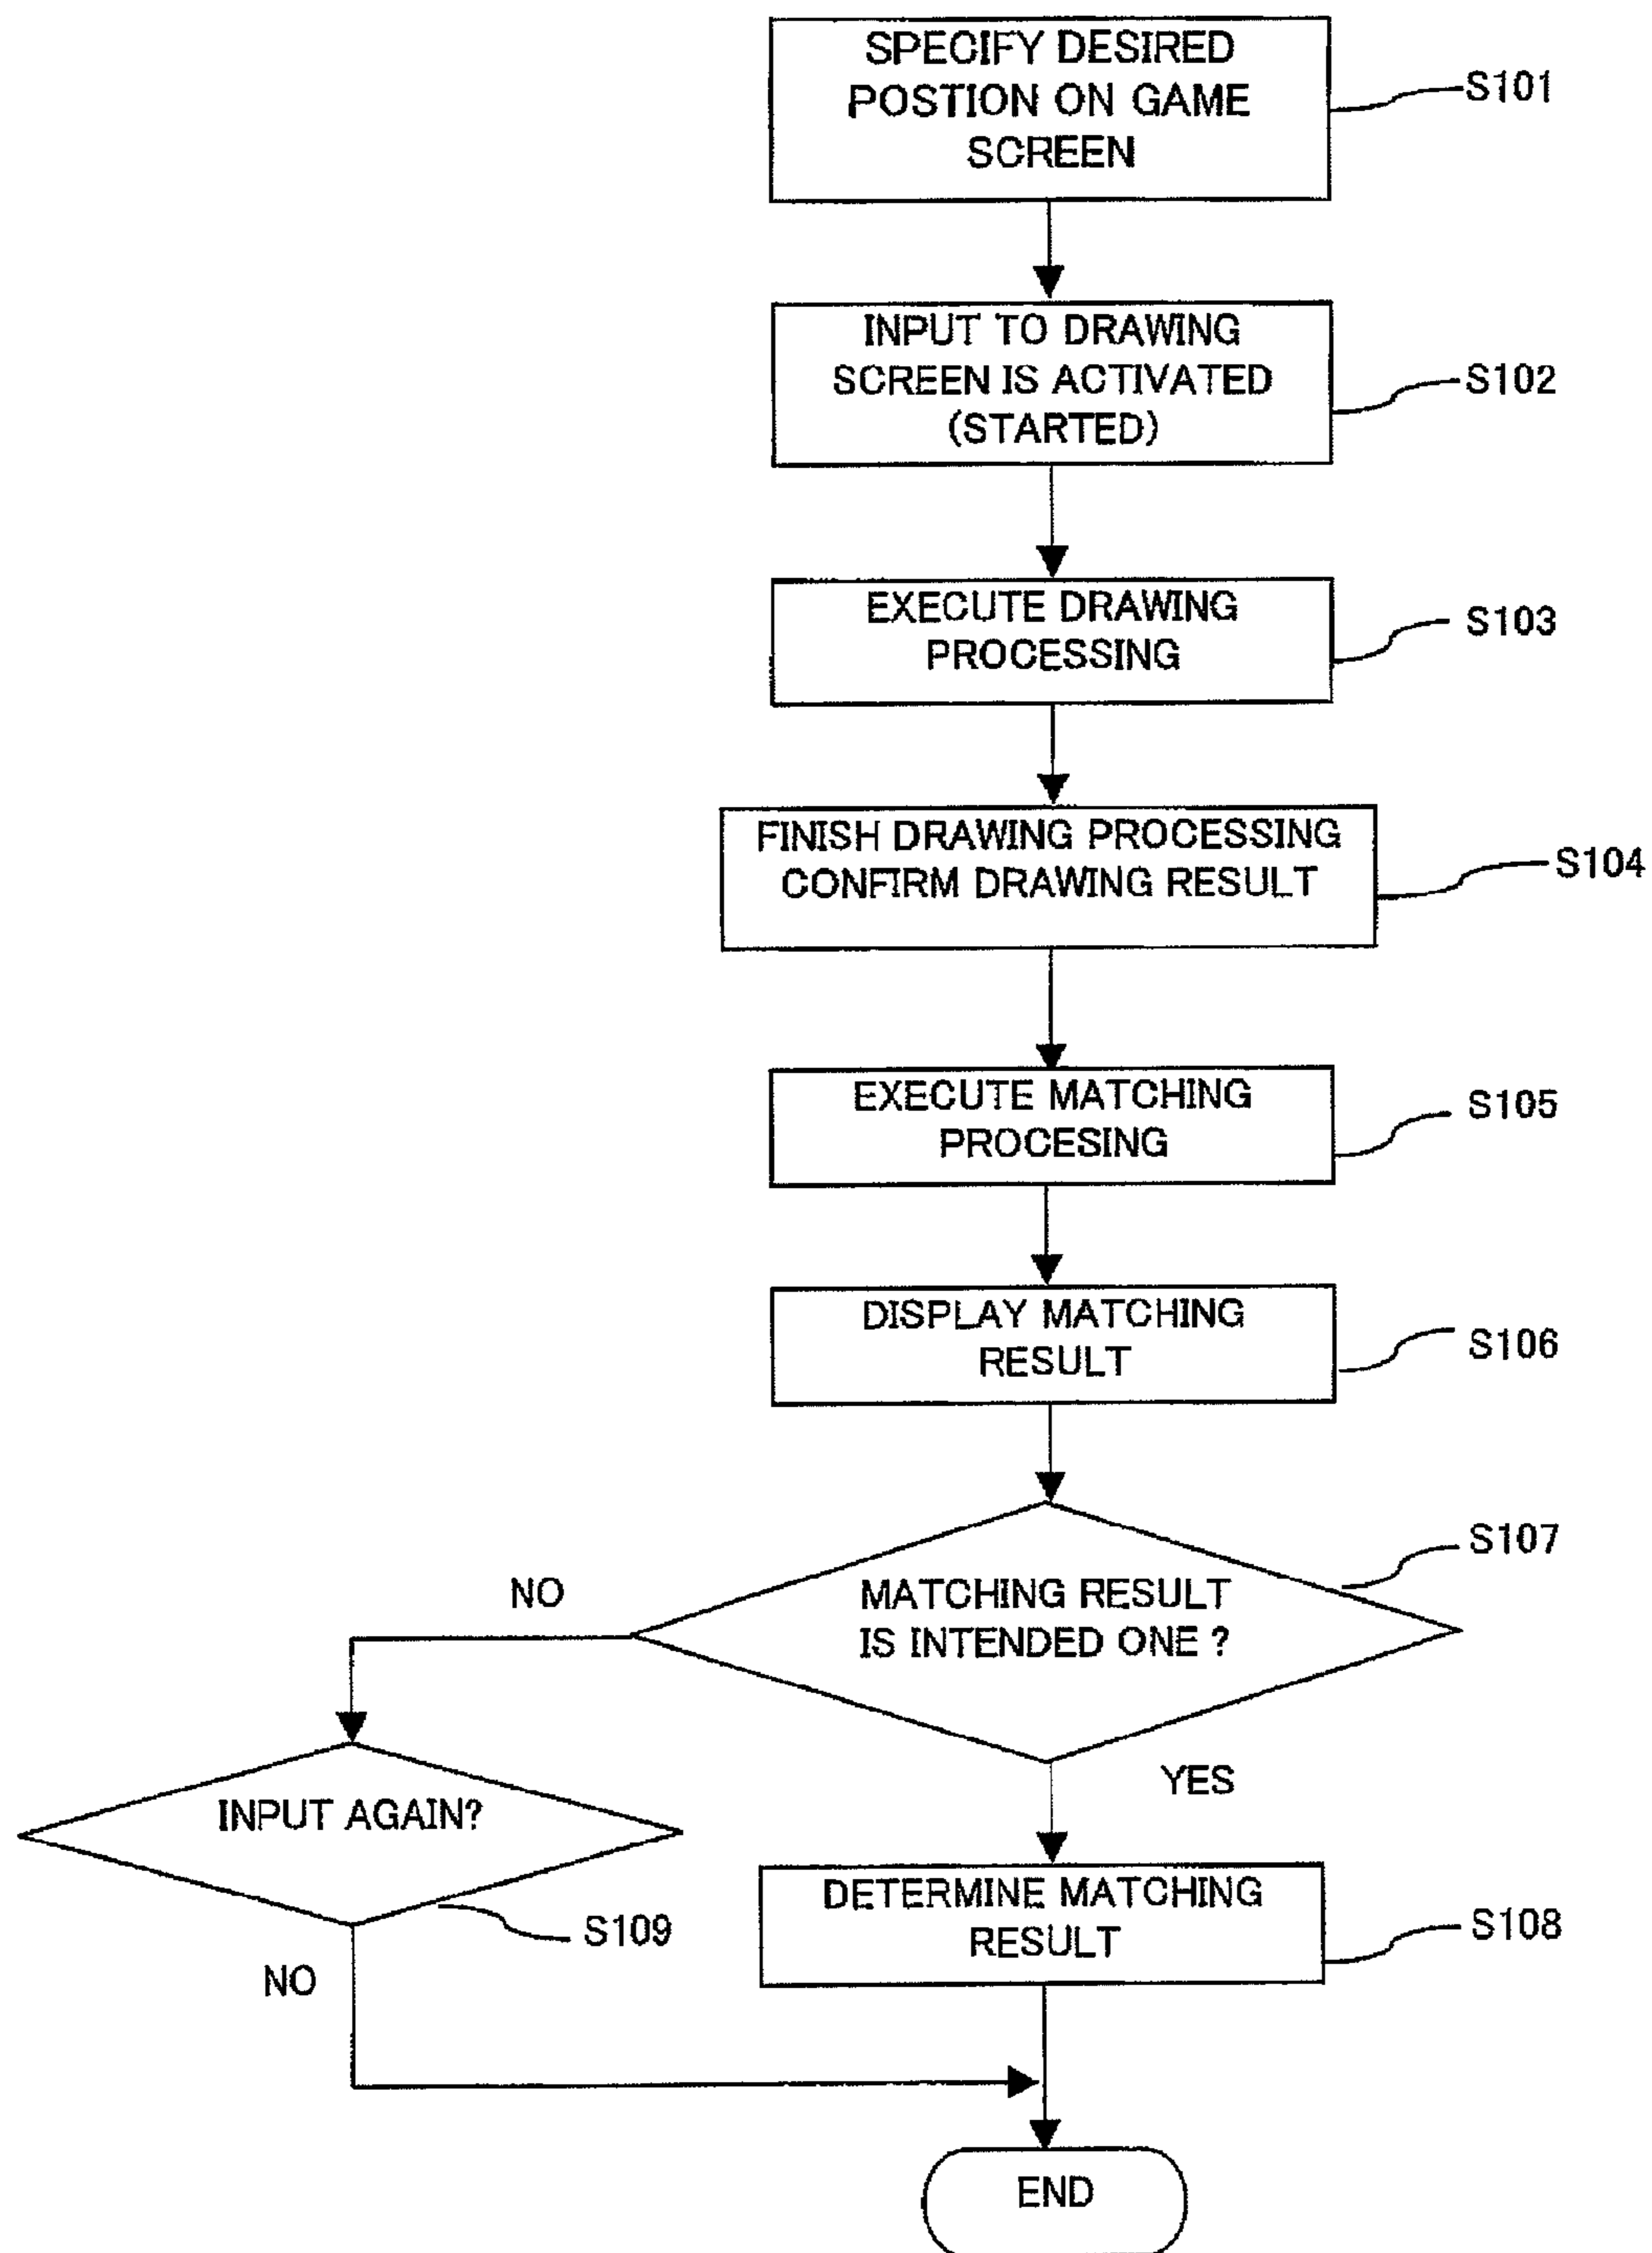 SPECIFY DESIRED
POSTION ON GAME
SCREEN
S101
INPUT TO DRAWING
SCREEN IS ACTIVATED
(STARTED)
S102
EXECUTE DRAWING
PROCESSING
S103
FINISH DRAWING PROCESSING
CONFIRM DRAWING RESULT
S104
EXECUTE MATCHING
PROCESING
S105
DISPLAY MATCHING
RESULT
S106
MATCHING RESULT
IS INTENDED ONE ?
S107
NO
YES
INPUT AGAIN?
S109
NO
DETERMINE MATCHING
RESULT
S108
END